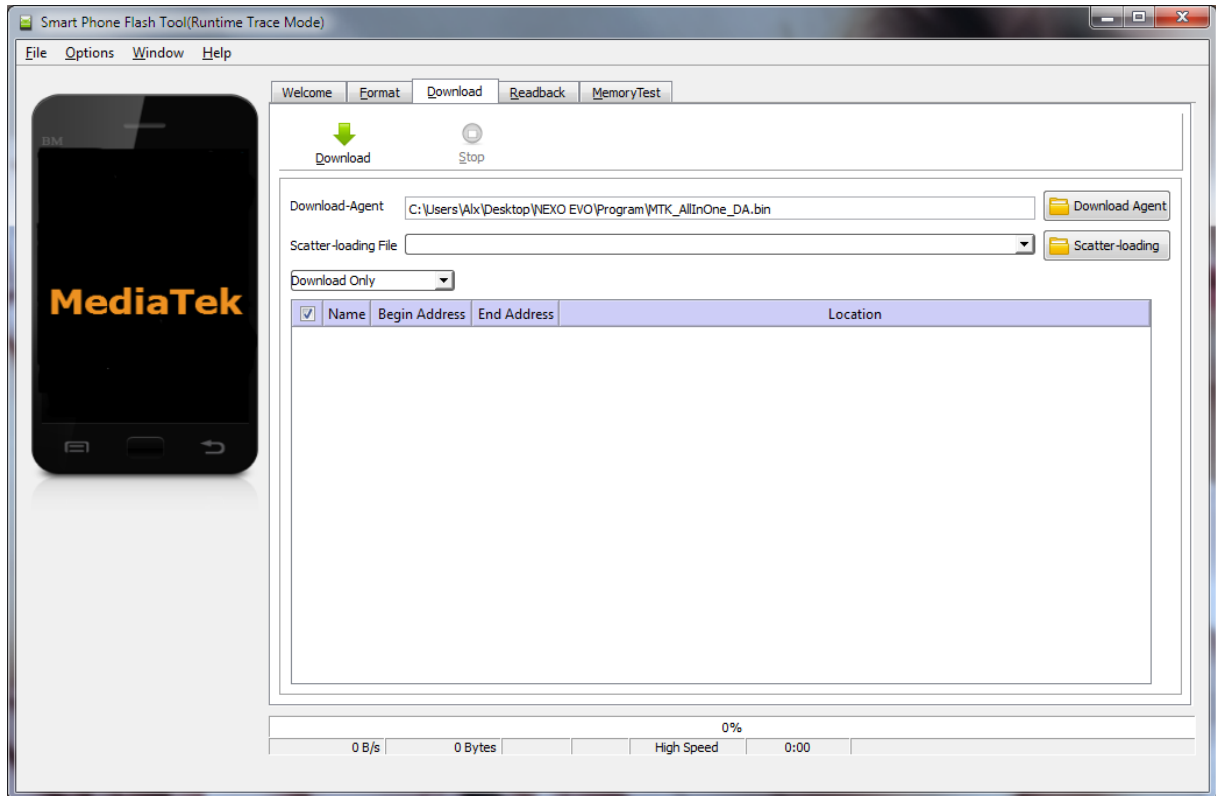 Smart Phone Flash Tool(Runtime Trace Mode)
File Options Window Help
Welcome Format Download Readback MemoryTest
BM
Download Stop
Download-Agent C:\Users\Alx\Desktop\NEXO EVO\Program\MTK_AllInOne_DA.bin Download Agent
Scatter-loading File Scatter-loading
Download Only
MediaTek
Name Begin Address End Address Location
0%
0 B/s 0 Bytes High Speed 0:00